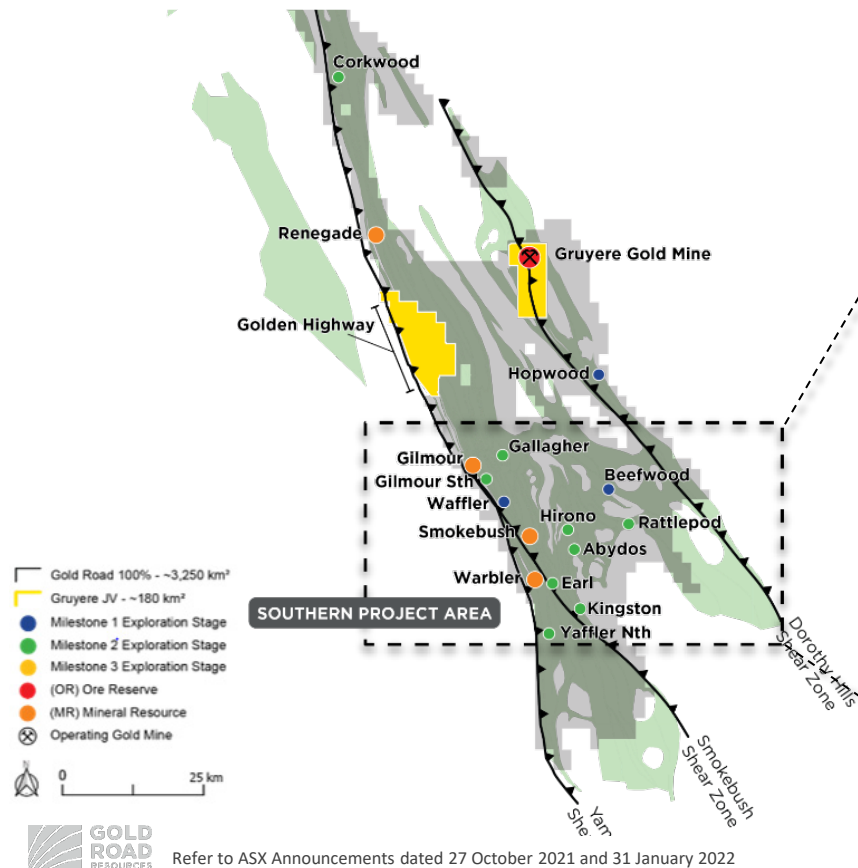 Corkwood
Renegade
Gruyere Gold Mine
Golden Highway
Hopwood
Gallagher
Gilmour
Gilmour Sth
Beefwood
Waffler
Hirono
Rattlepod
Smokebush
Abydos
Warbler
Earl
Kingston
SOUTHERN PROJECT AREA
Yaffler Nth
Dorothy Hills
Shear Zone
Smokebush
Shear Zone
Yam
She
Gold Road 100% - ~3,250 km²
Gruyere JV - ~180 km²
Milestone 1 Exploration Stage
Milestone 2 Exploration Stage
Milestone 3 Exploration Stage
(OR) Ore Reserve
(MR) Mineral Resource
Operating Gold Mine
N
0 25 km
GOLD
ROAD
RESOURCES
Refer to ASX Announcements dated 27 October 2021 and 31 January 2022